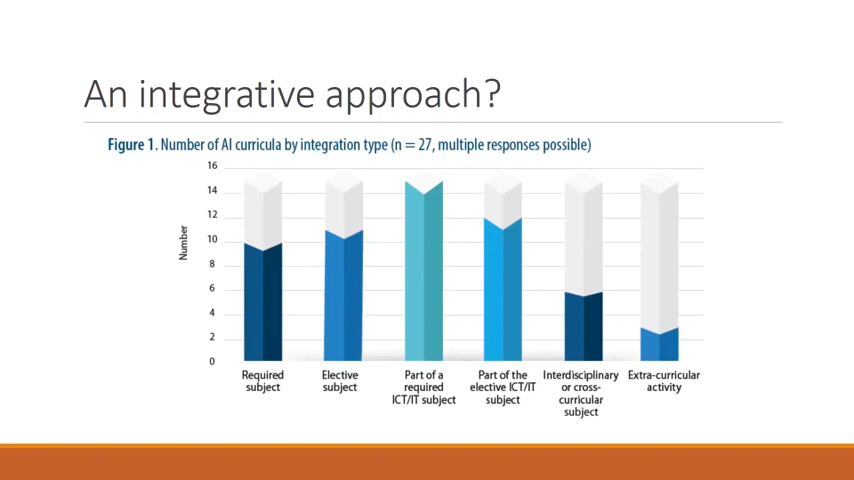 An integrative approach?
Figure 1. Number of AI curricula by integration type (n = 27, multiple responses possible)
16
14
12
10
8
6
4
2
0
Number
Required
subject
Elective
subject
Part of a
required
ICT/IT subject
Part of the
elective ICT/IT
subject
Interdisciplinary
or cross-
curricular
subject
Extra-curricular
activity